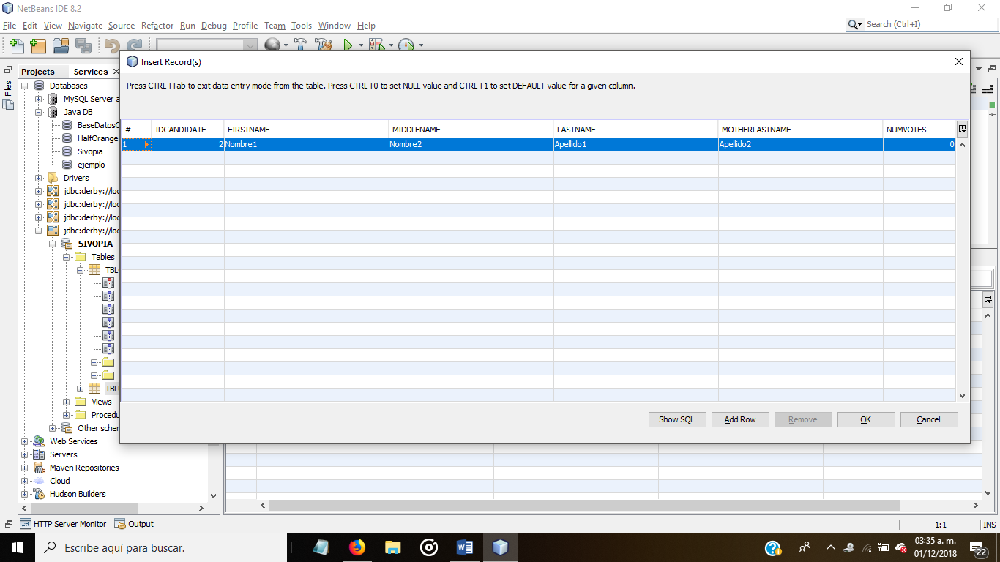 NetBeans IDE 8.2
File Edit View Navigate Source Refactor Run Debug Profile Team Tools Window Help
Search (Ctrl+I)
Insert Record(s)
Press CTRL+Tab to exit data entry mode from the table. Press CTRL+0 to set NULL value and CTRL+1 to set DEFAULT value for a given column.
# IDCANDIDATE FIRSTNAME MIDDLENAME LASTNAME MOTHERLASTNAME NUMVOTES
1 2 Nombre1 Nombre2 Apellido1 Apellido2 0
Show SQL Add Row Remove OK Cancel
Files
Projects Services
Databases
MySQL Server a
Java DB
BaseDatosC
HalfOrange
Sivopia
ejemplo
Drivers
jdbc:derby://loc
jdbc:derby://loc
jdbc:derby://loc
jdbc:derby://loc
SIVOPIA
Tables
TBLC
TBLU
Views
Procedu
Other schem
Web Services
Servers
Maven Repositories
Cloud
Hudson Builders
HTTP Server Monitor Output
1:1 INS
Escribe aquí para buscar.
03:35 a. m.
01/12/2018
22